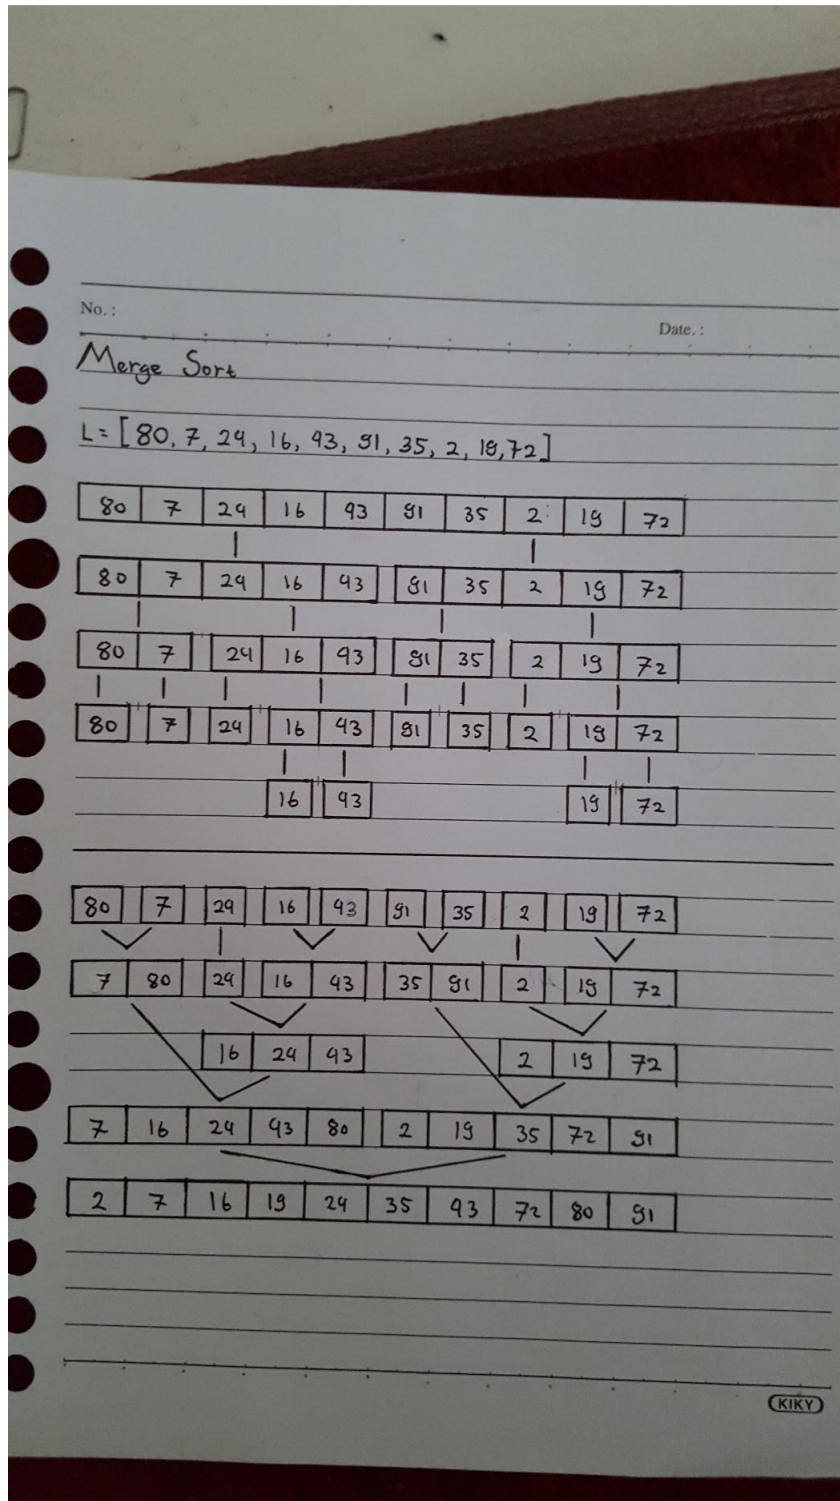 No.:
Date.:
Merge Sort
L = [80, 7, 24, 16, 43, 91, 35, 2, 19, 72]
80 7 24 16 43 91 35 2 19 72
80 7 24 16 43 91 35 2 19 72
80 7 24 16 43 91 35 2 19 72
80 7 24 16 43 91 35 2 19 72
16 43 19 72
80 7 24 16 43 91 35 2 19 72
7 80 24 16 43 35 91 2 19 72
16 24 43 2 19 72
7 16 24 43 80 2 19 35 72 91
2 7 16 19 24 35 43 72 80 91
KIKY